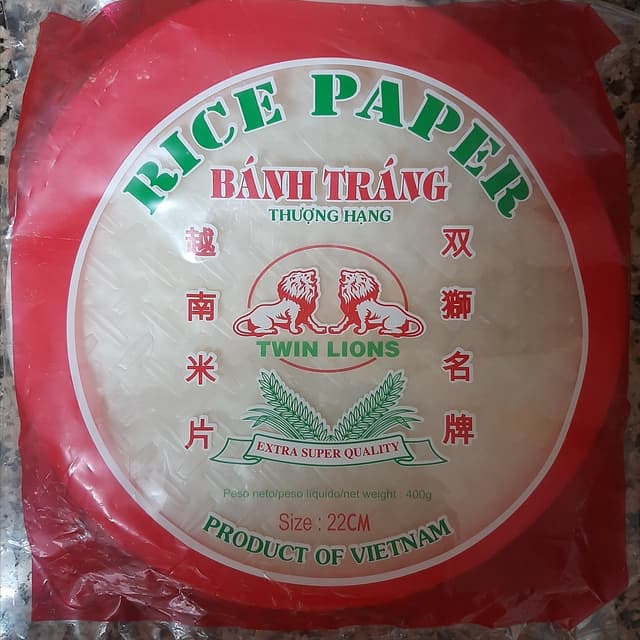 RICE PAPER
BÁNH TRÁNG
THƯỢNG HẠNG
越南米片
双獅名牌
TWIN LIONS
EXTRA SUPER QUALITY
Peso neto/peso líquido/net weight : 400g
Size : 22CM
PRODUCT OF VIETNAM